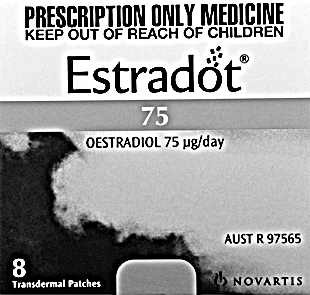 PRESCRIPTION ONLY MEDICINE
KEEP OUT OF REACH OF CHILDREN
Estradot®
75
OESTRADIOL 75 µg/day
AUST R 97565
8
Transdermal Patches
NOVARTIS